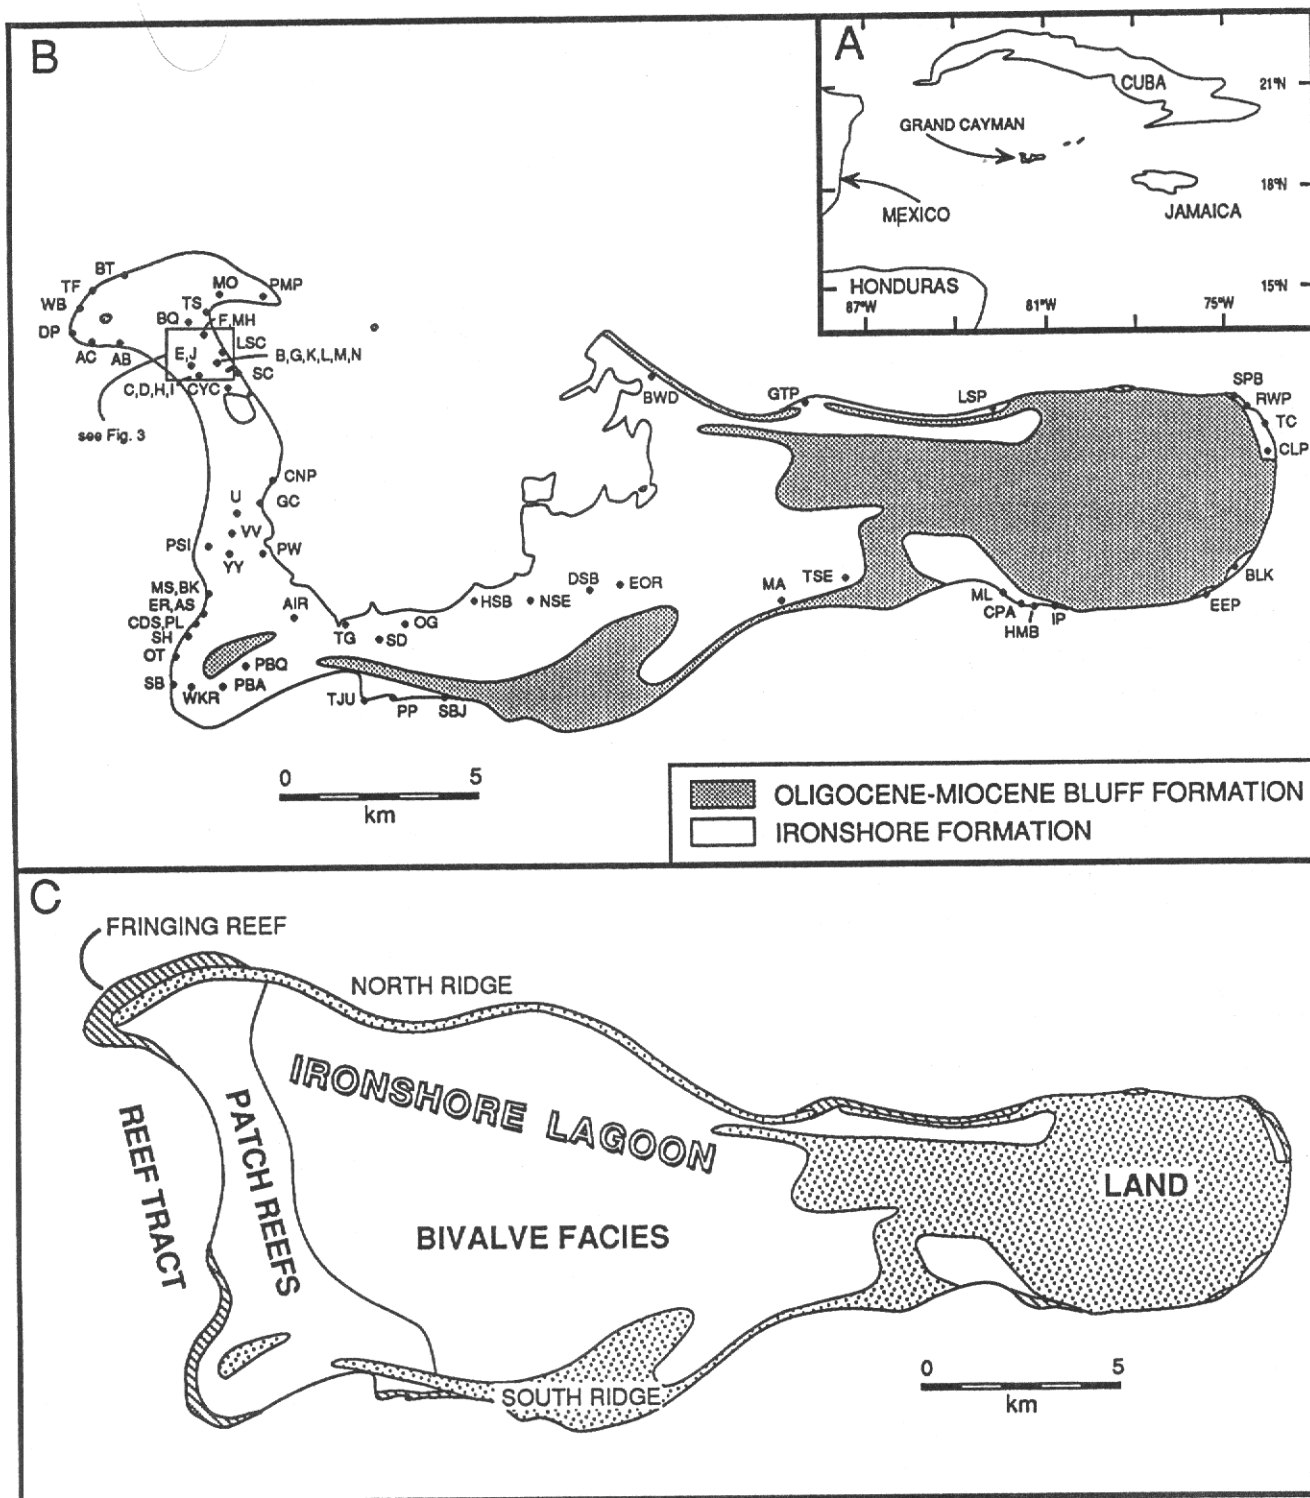 B
A
CUBA
21°N
GRAND CAYMAN
18°N
MEXICO
JAMAICA
HONDURAS
15°N
87°W
81°W
75°W
BT
TF
MO
PMP
WB
TS
BQ
F,MH
DP
LSC
AC
AB
E,J
B,G,K,L,M,N
SC
C,D,H,I
CYC
see Fig. 3
BWD
GTP
LSP
SPB
RWP
TC
CLP
CNP
U
GC
VV
PSI
YY
PW
MS,BK
ER,AS
CDS,PL
SH
OT
SB
WKR
AIR
PBQ
PBA
TG
SD
OG
HSB
NSE
DSB
EOR
MA
TSE
ML
CPA
HMB
IP
BLK
EEP
TJU
PP
SBJ
0 5
km
OLIGOCENE-MIOCENE BLUFF FORMATION
IRONSHORE FORMATION
C
FRINGING REEF
NORTH RIDGE
IRONSHORE LAGOON
REEF TRACT
PATCH REEFS
BIVALVE FACIES
LAND
SOUTH RIDGE
0 5
km